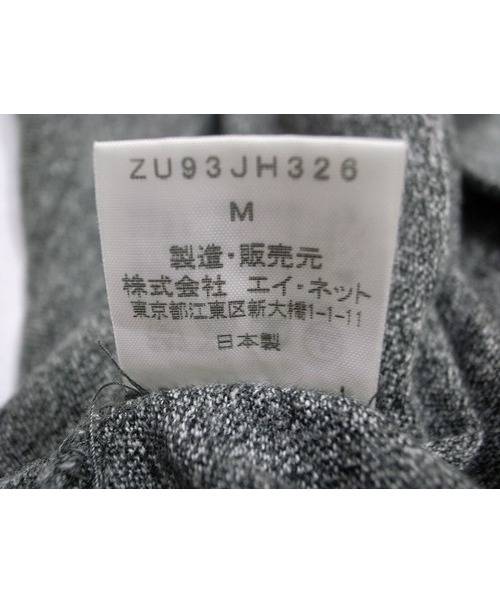 ZU93JH326
M
製造・販売元
株式会社 エイ・ネット
東京都江東区新大橋1-1-11
日本製